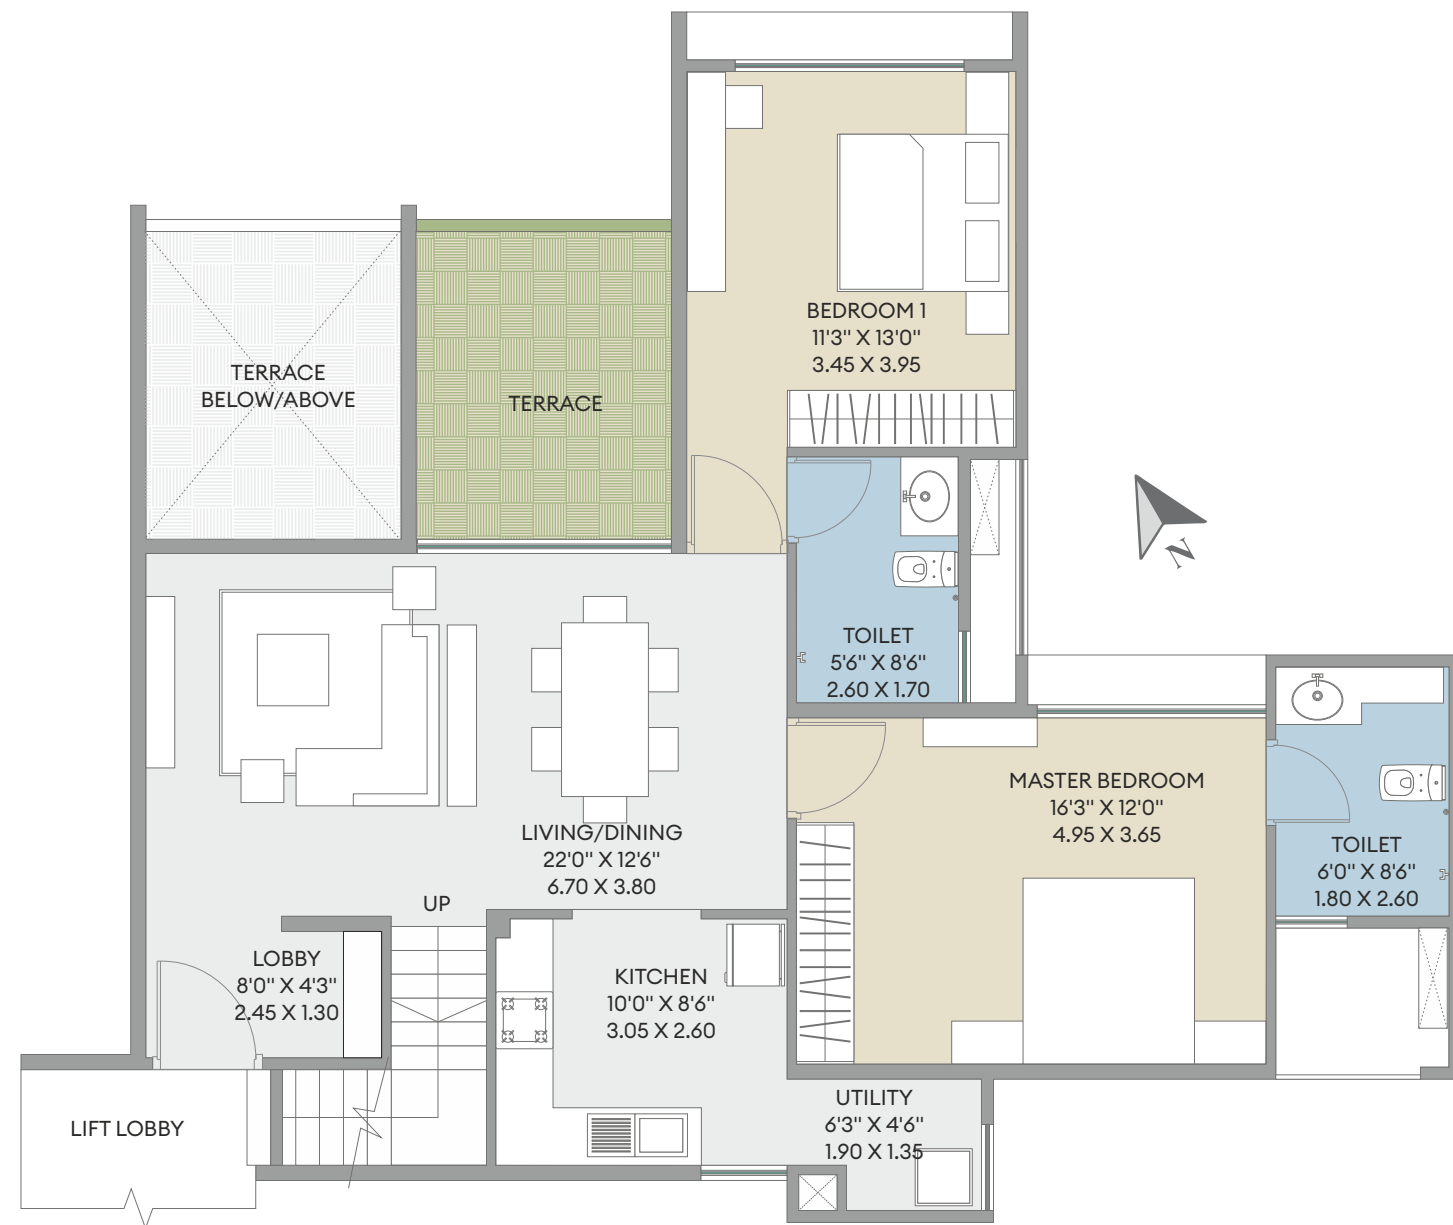 BEDROOM 1
11'3" X 13'0"
3.45 X 3.95
TERRACE
BELOW/ABOVE
TERRACE
N
TOILET
5'6" X 8'6"
2.60 X 1.70
MASTER BEDROOM
16'3" X 12'0"
4.95 X 3.65
TOILET
6'0" X 8'6"
1.80 X 2.60
LIVING/DINING
22'0" X 12'6"
6.70 X 3.80
UP
LOBBY
8'0" X 4'3"
2.45 X 1.30
KITCHEN
10'0" X 8'6"
3.05 X 2.60
UTILITY
6'3" X 4'6"
1.90 X 1.35
LIFT LOBBY